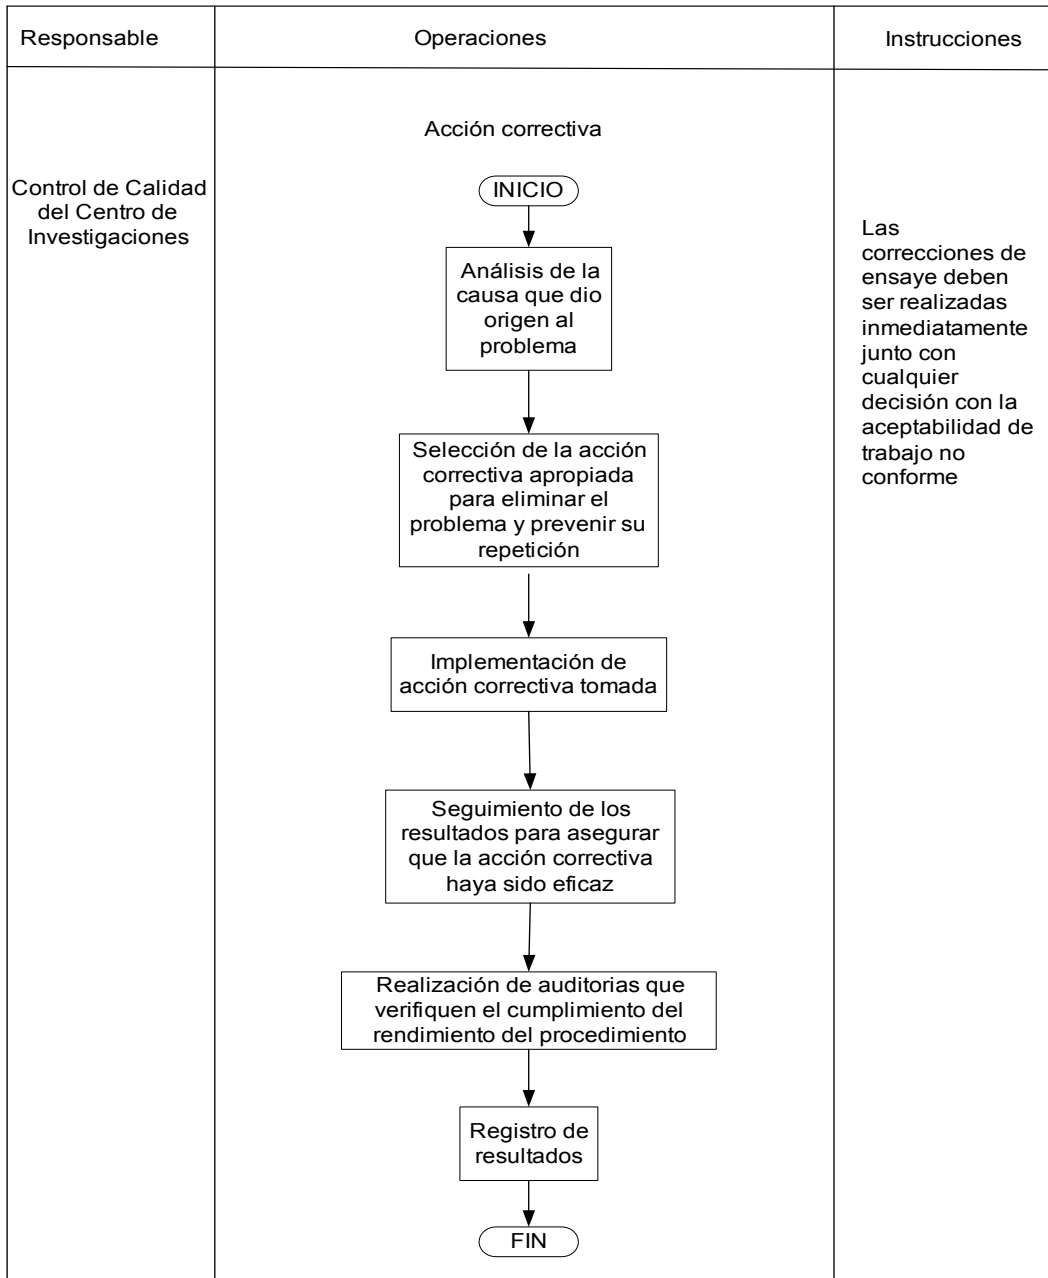 Responsable
Operaciones
Instrucciones
Acción correctiva
Control de Calidad
del Centro de
Investigaciones
INICIO
Análisis de la
causa que dio
origen al
problema
Selección de la acción
correctiva apropiada
para eliminar el
problema y prevenir su
repetición
Implementación de
acción correctiva tomada
Seguimiento de los
resultados para asegurar
que la acción correctiva
haya sido eficaz
Realización de auditorias que
verifiquen el cumplimiento del
rendimiento del procedimiento
Registro de
resultados
FIN
Las
correcciones de
ensaye deben
ser realizadas
inmediatamente
junto con
cualquier
decisión con la
aceptabilidad de
trabajo no
conforme